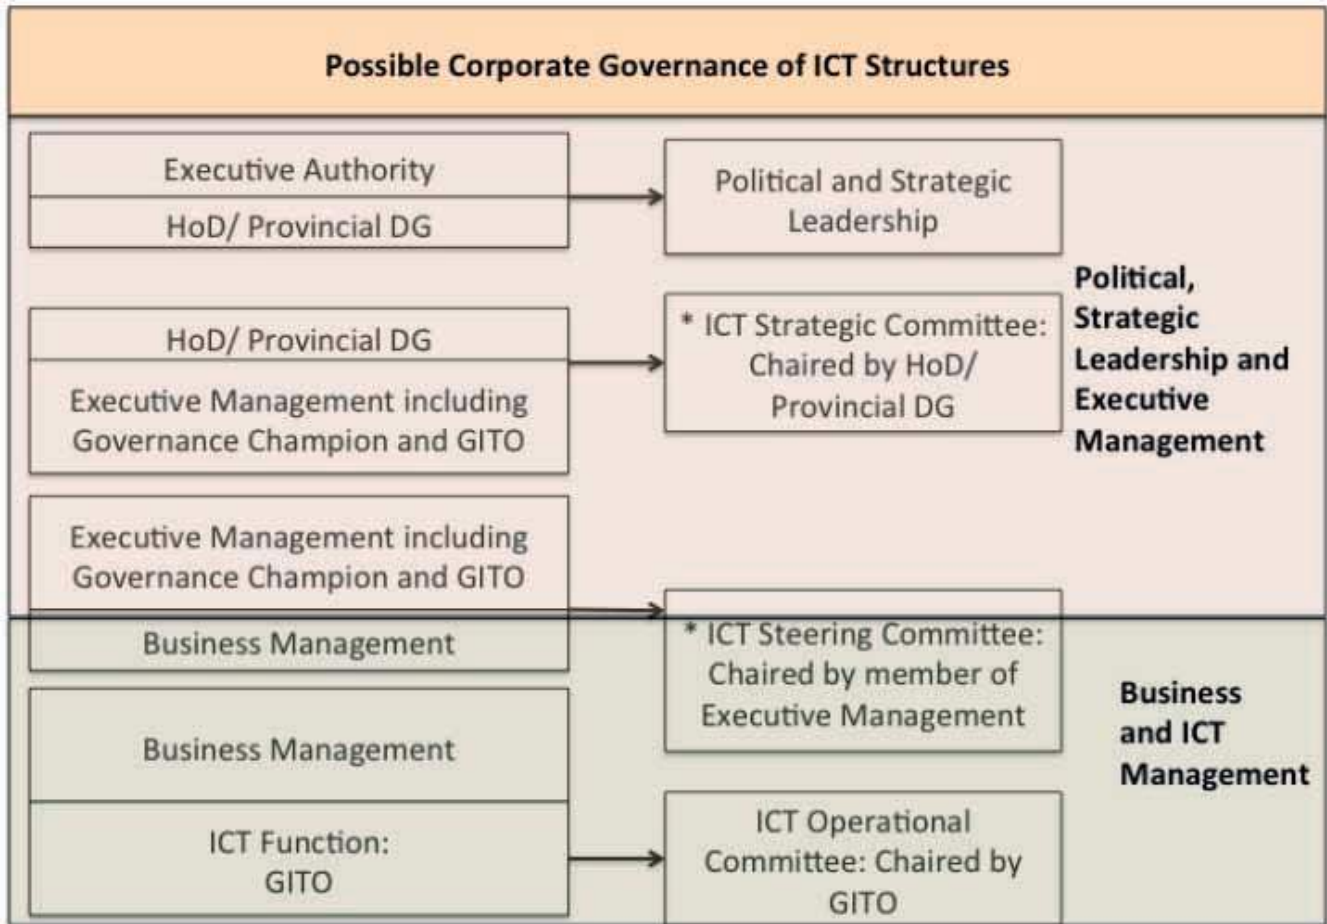 Possible Corporate Governance of ICT Structures
Executive Authority
HoD/ Provincial DG
Political and Strategic
Leadership
HoD/ Provincial DG
Executive Management including
Governance Champion and GITO
* ICT Strategic Committee:
Chaired by HoD/
Provincial DG
Political,
Strategic
Leadership and
Executive
Management
Executive Management including
Governance Champion and GITO
Business Management
* ICT Steering Committee:
Chaired by member of
Executive Management
Business
and ICT
Management
Business Management
ICT Function:
GITO
ICT Operational
Committee: Chaired by
GITO